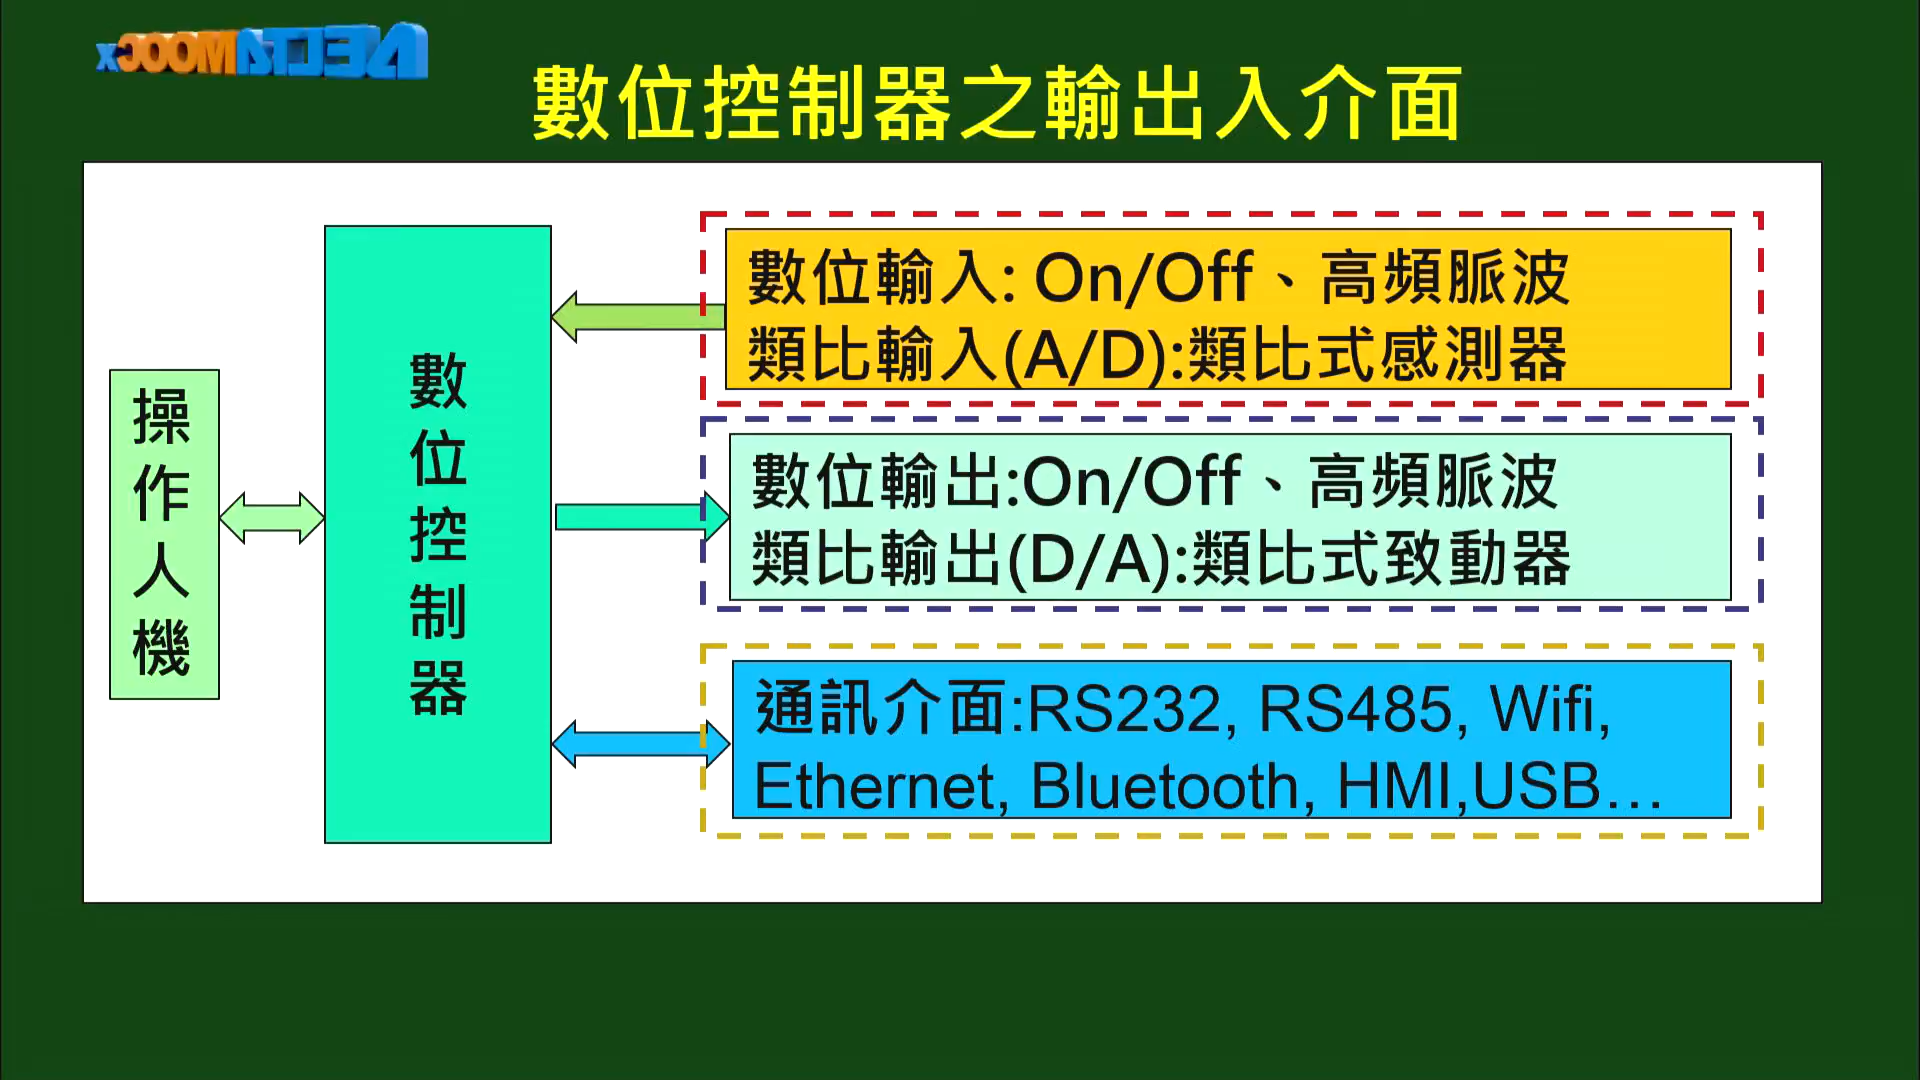 DELTAMOOCx
數位控制器之輸出入介面
操作人機
數位控制器
數位輸入: On/Off、高頻脈波
類比輸入(A/D):類比式感測器
數位輸出:On/Off、高頻脈波
類比輸出(D/A):類比式致動器
通訊介面:RS232, RS485, Wifi,
Ethernet, Bluetooth, HMI,USB…